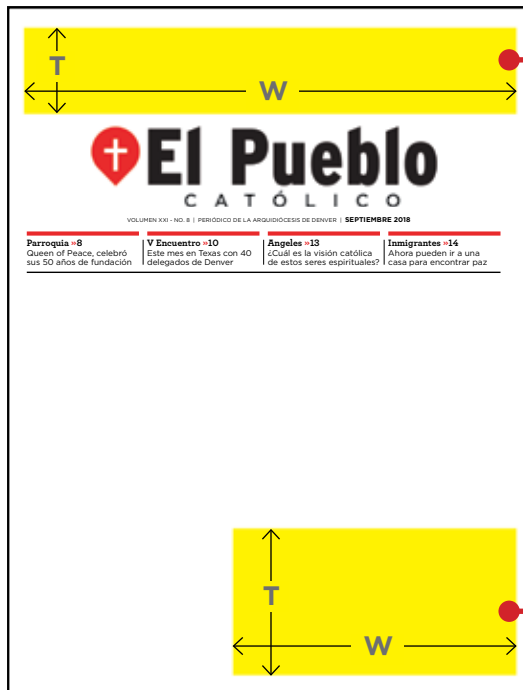 T
W
El Pueblo
CATÓLICO
VOLUMEN XXI - NO. 8 | PERIÓDICO DE LA ARQUIDIÓCESIS DE DENVER | SEPTIEMBRE 2018
Parroquia »8
Queen of Peace, celebró
sus 50 años de fundación
V Encuentro »10
Este mes en Texas con 40
delegados de Denver
Angeles »13
¿Cuál es la visión católica
de estos seres espirituales?
Inmigrantes »14
Ahora pueden ir a una
casa para encontrar paz
T
W